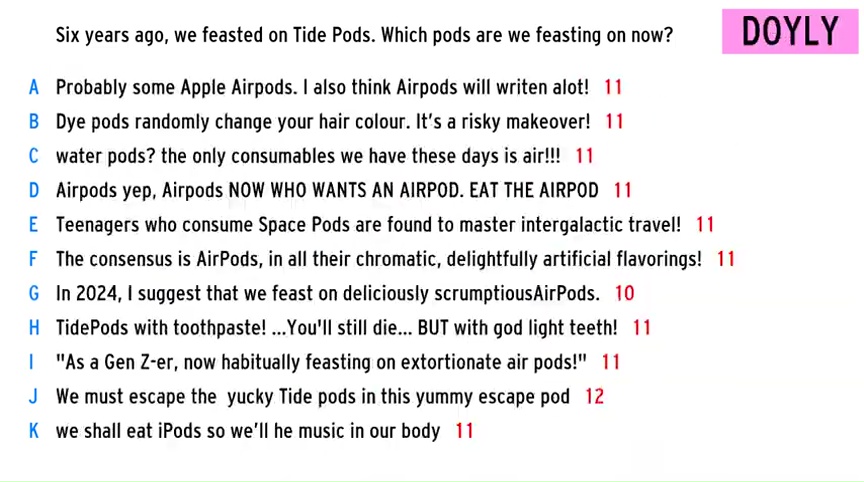 Six years ago, we feasted on Tide Pods. Which pods are we feasting on now?
DOYLY
A Probably some Apple Airpods. I also think Airpods will writen alot! 11
B Dye pods randomly change your hair colour. It's a risky makeover! 11
C water pods? the only consumables we have these days is air!!! 11
D Airpods yep, Airpods NOW WHO WANTS AN AIRPOD. EAT THE AIRPOD 11
E Teenagers who consume Space Pods are found to master intergalactic travel! 11
F The consensus is AirPods, in all their chromatic, delightfully artificial flavorings! 11
G In 2024, I suggest that we feast on deliciously scrumptiousAirPods. 10
H TidePods with toothpaste! ...You'll still die... BUT with god light teeth! 11
I "As a Gen Z-er, now habitually feasting on extortionate air pods!" 11
J We must escape the  yucky Tide pods in this yummy escape pod 12
K we shall eat iPods so we'll he music in our body 11